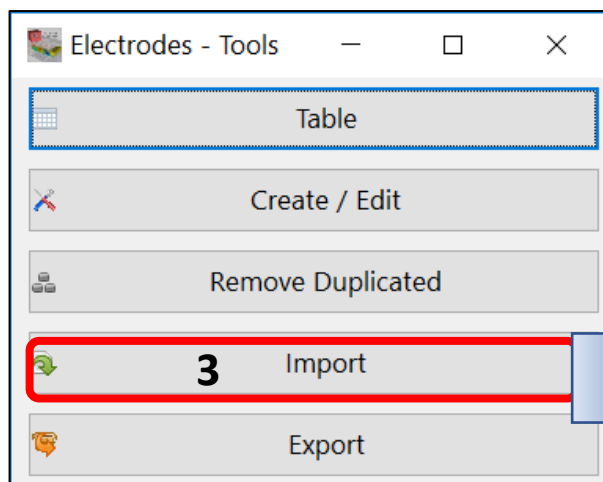 Electrodes - Tools
Table
Create / Edit
Remove Duplicated
3 Import
Export